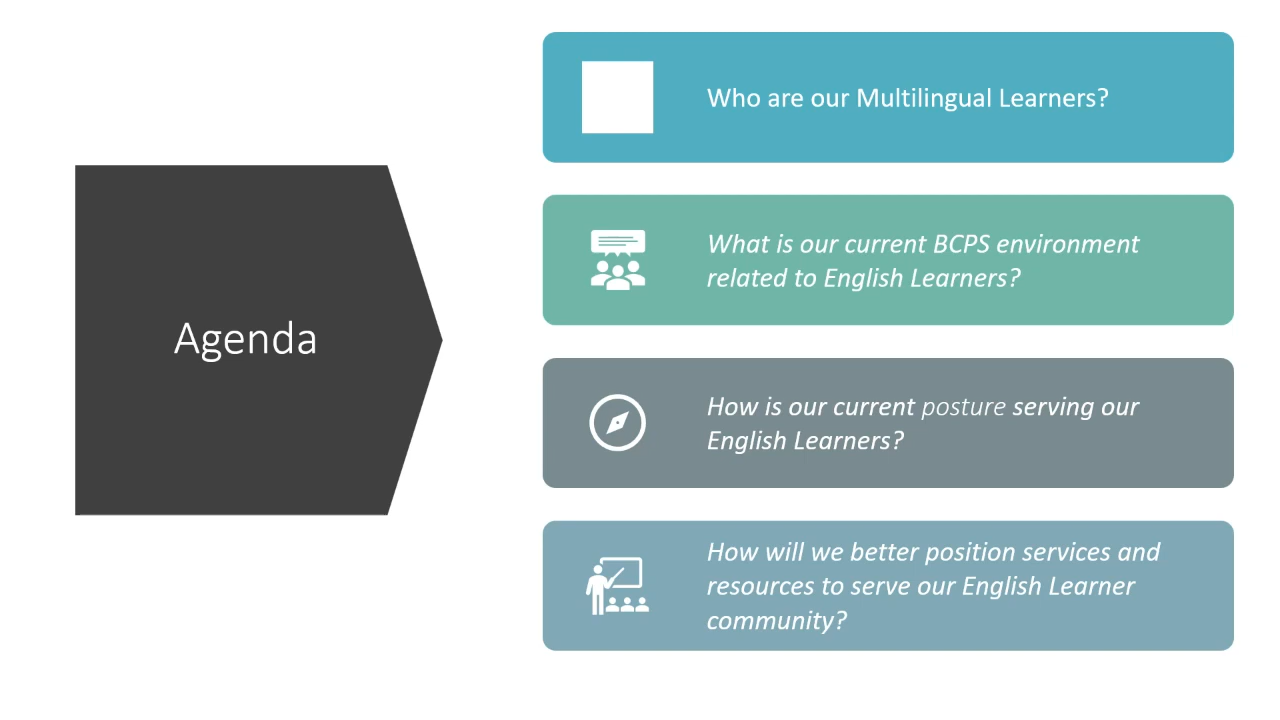 Agenda
Who are our Multilingual Learners?
What is our current BCPS environment
related to English Learners?
How is our current posture serving our
English Learners?
How will we better position services and
resources to serve our English Learner
community?